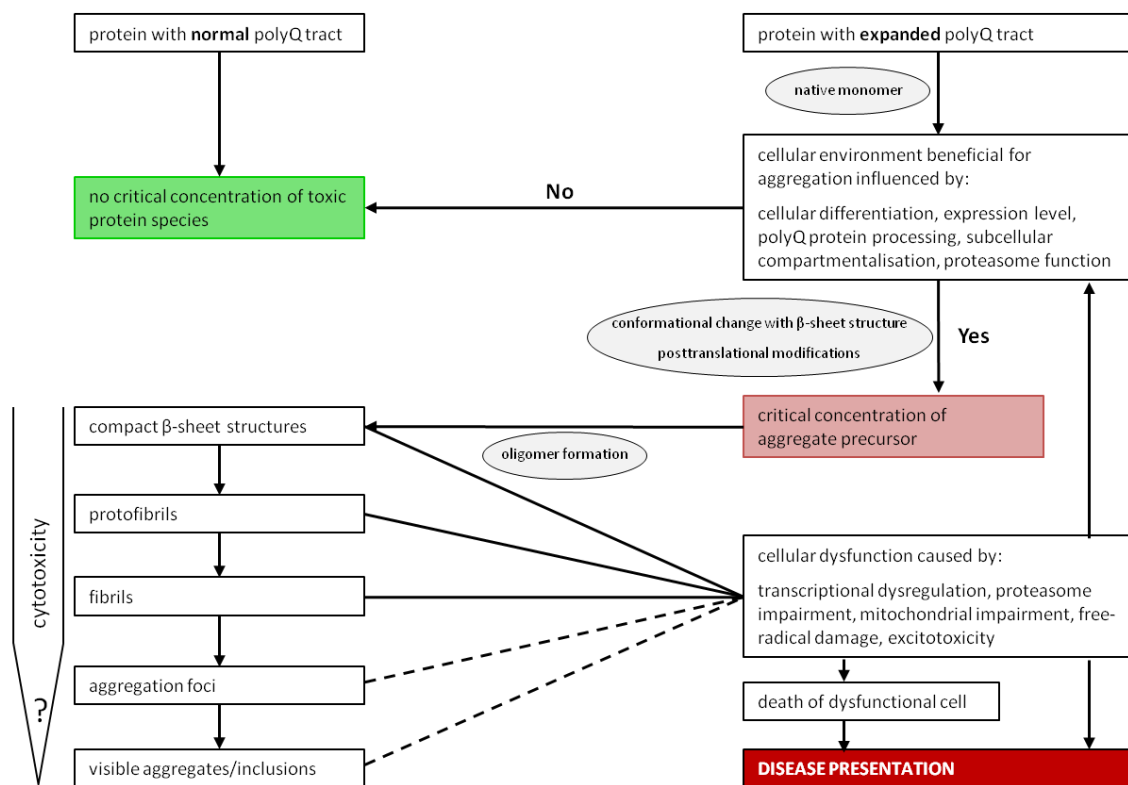 protein with normal polyQ tract
protein with expanded polyQ tract
native monomer
cellular environment beneficial for
aggregation influenced by:
cellular differentiation, expression level,
polyQ protein processing, subcellular
compartmentalisation, proteasome function
No
no critical concentration of toxic
protein species
conformational change with β-sheet structure
posttranslational modifications
Yes
critical concentration of
aggregate precursor
oligomer formation
cytotoxicity
?
compact β-sheet structures
protofibrils
fibrils
aggregation foci
visible aggregates/inclusions
cellular dysfunction caused by:
transcriptional dysregulation, proteasome
impairment, mitochondrial impairment, free-
radical damage, excitotoxicity
death of dysfunctional cell
DISEASE PRESENTATION